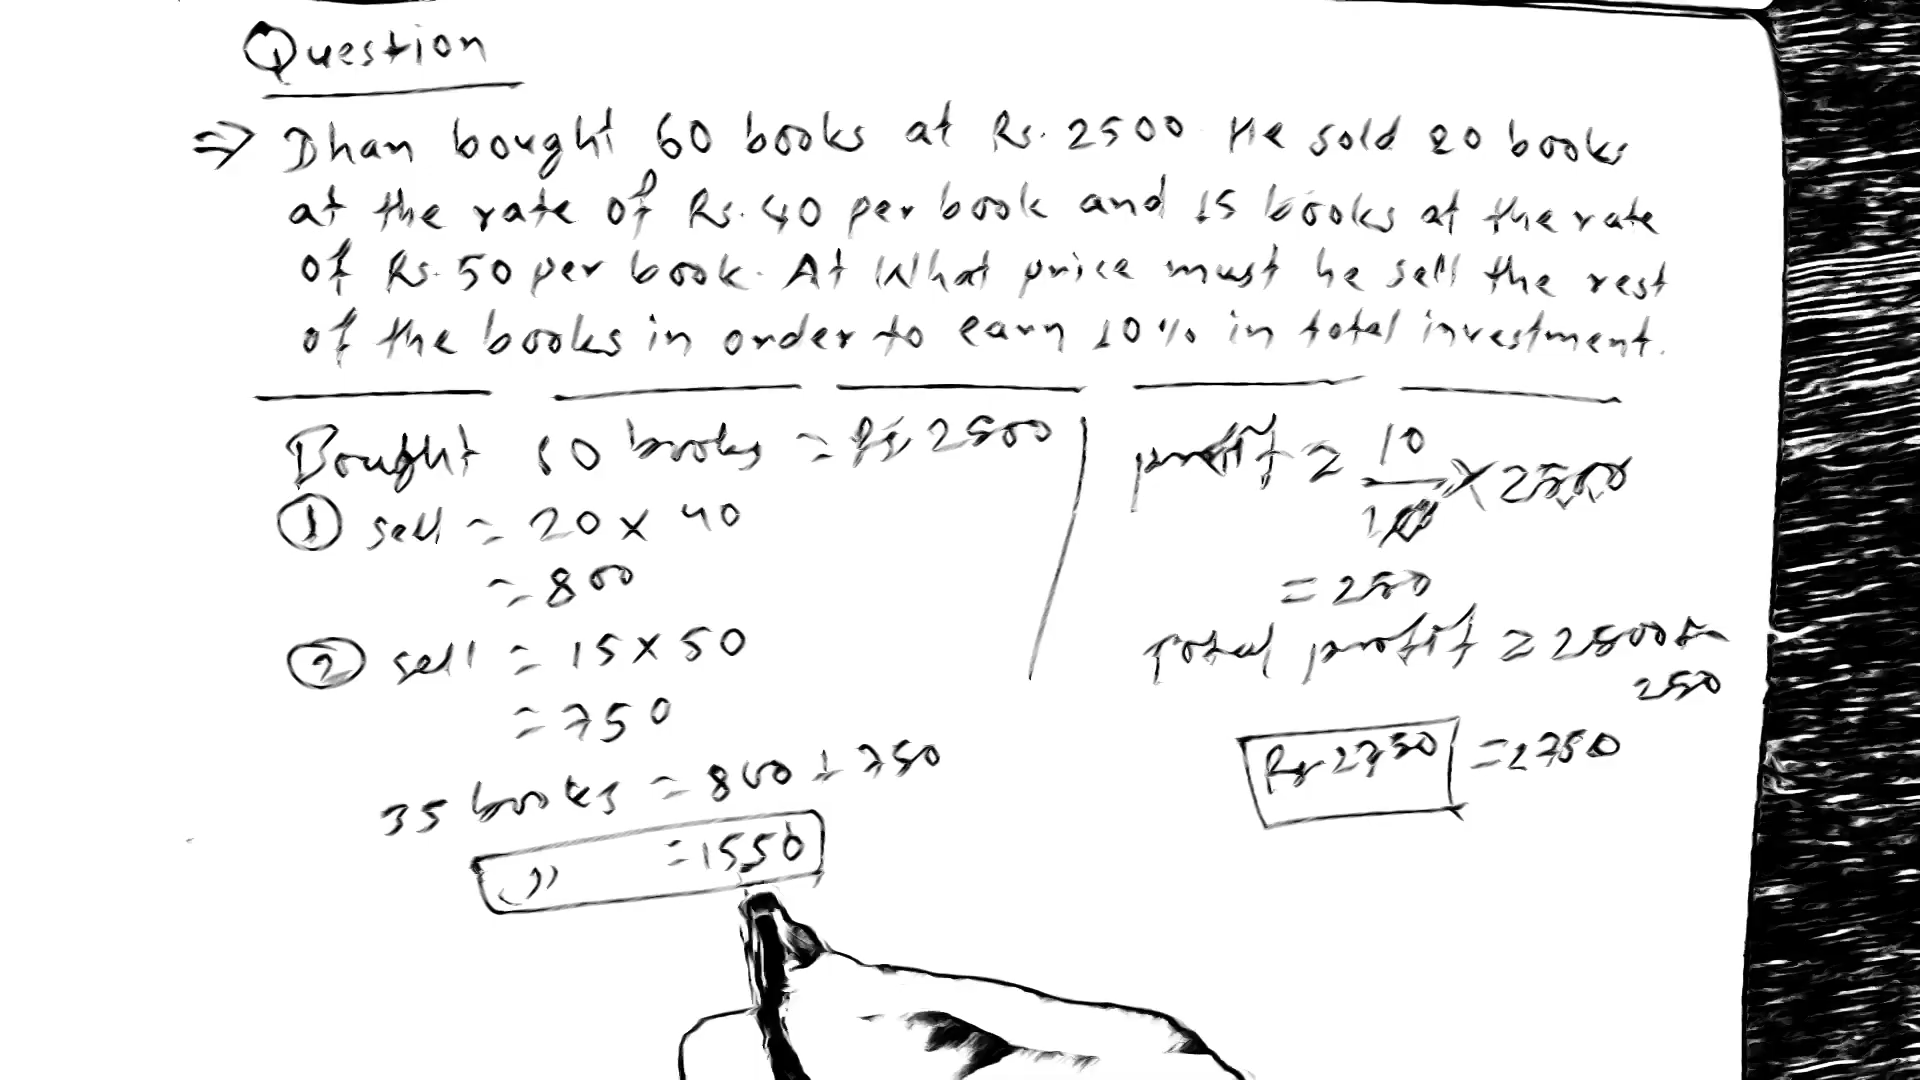 Question
⇒ Dhan bought 60 books at Rs. 2500 He sold 20 books
at the rate of Rs. 40 per book and 15 books at the rate
of Rs. 50 per book. At What price must he sell the rest
of the books in order to earn 10% in total investment.
Bought 60 books = Rs 2500
① sell = 20 x 40
= 800
② sell = 15 x 50
= 750
35 books = 800 + 750
" = 1550
profit = 10/100 x 2500
= 250
Total profit = 2500 +
250
Rs 2750 = 2750